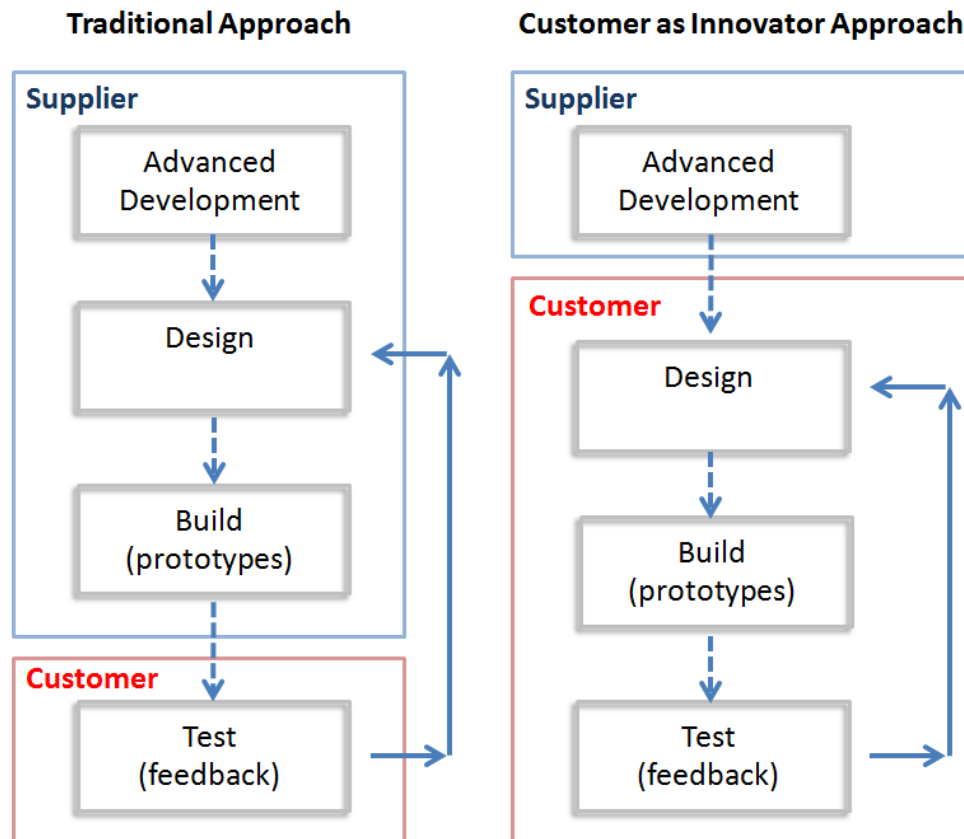 Traditional Approach
Supplier
Advanced
Development
Design
Build
(prototypes)
Customer
Test
(feedback)
Customer as Innovator Approach
Supplier
Advanced
Development
Customer
Design
Build
(prototypes)
Test
(feedback)